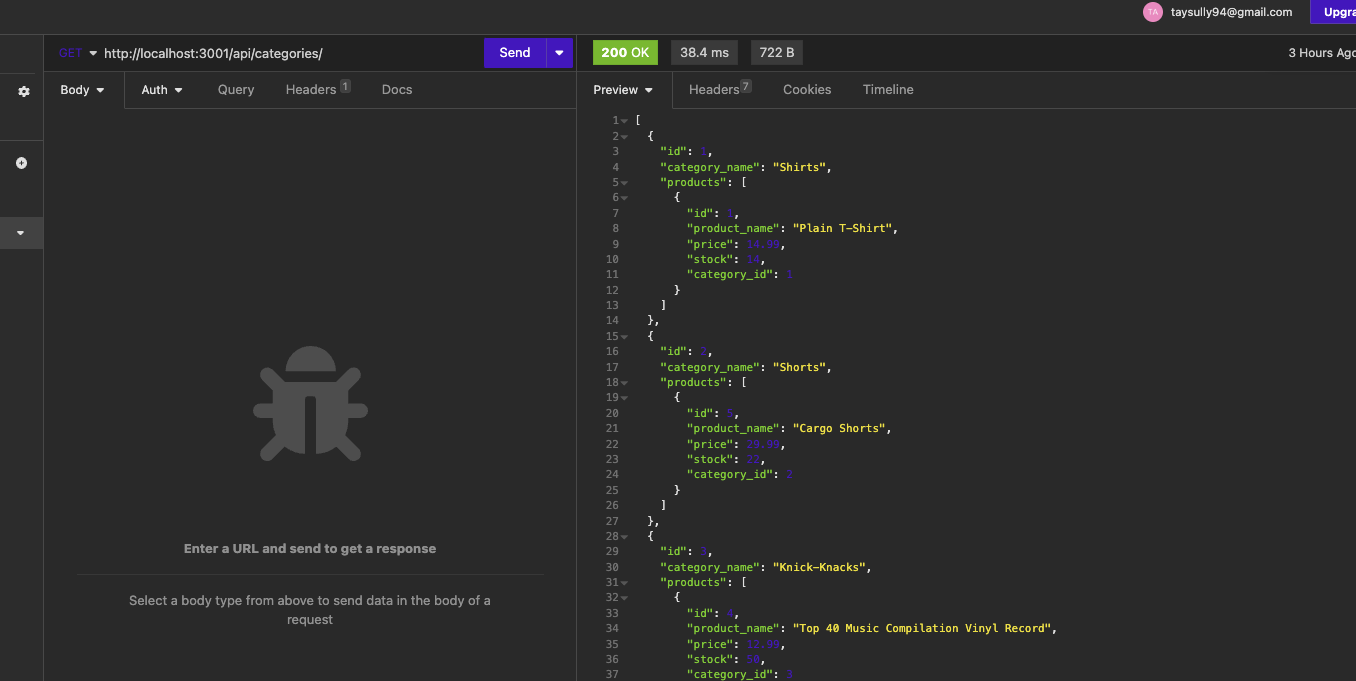 TA taysully94@gmail.com Upgra
GET http://localhost:3001/api/categories/ Send 200 OK 38.4 ms 722 B 3 Hours Ago
Body Auth Query Headers 1 Docs Preview Headers 7 Cookies Timeline
1 [
2 {
3 "id": 1,
4 "category_name": "Shirts",
5 "products": [
6 {
7 "id": 1,
8 "product_name": "Plain T-Shirt",
9 "price": 14.99,
10 "stock": 14,
11 "category_id": 1
12 }
13 ]
14 },
15 {
16 "id": 2,
17 "category_name": "Shorts",
18 "products": [
19 {
20 "id": 5,
21 "product_name": "Cargo Shorts",
22 "price": 29.99,
23 "stock": 22,
24 "category_id": 2
25 }
26 ]
27 },
28 {
29 "id": 3,
30 "category_name": "Knick-Knacks",
31 "products": [
32 {
33 "id": 4,
34 "product_name": "Top 40 Music Compilation Vinyl Record",
35 "price": 12.99,
36 "stock": 50,
37 "category_id": 3
Enter a URL and send to get a response
Select a body type from above to send data in the body of a
request